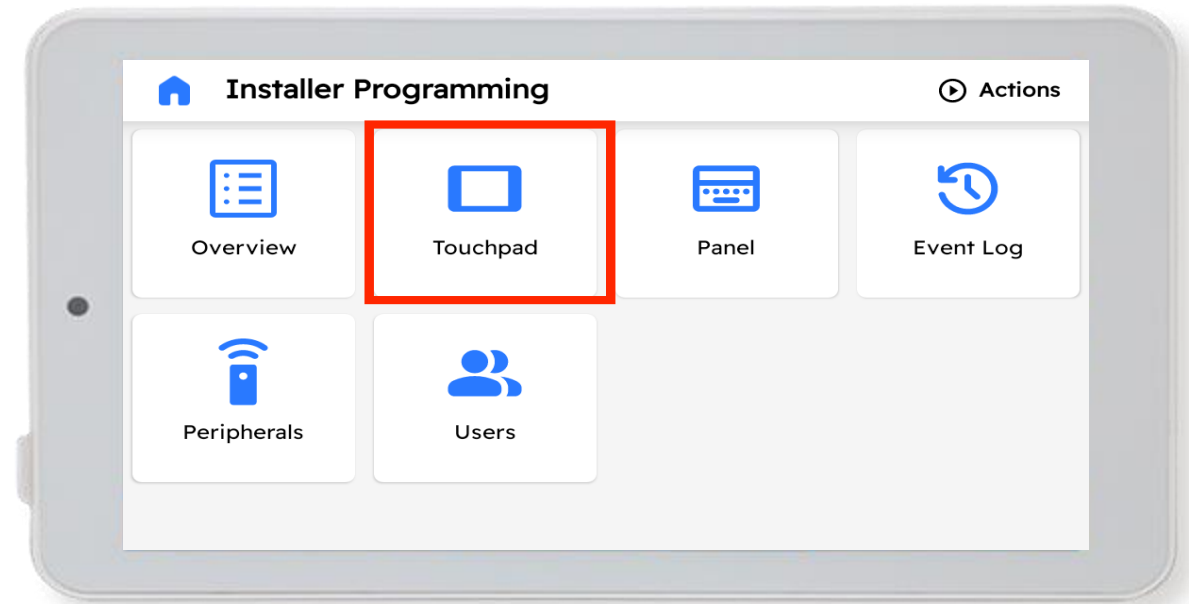 Installer Programming
Actions
Overview
Touchpad
Panel
Event Log
Peripherals
Users